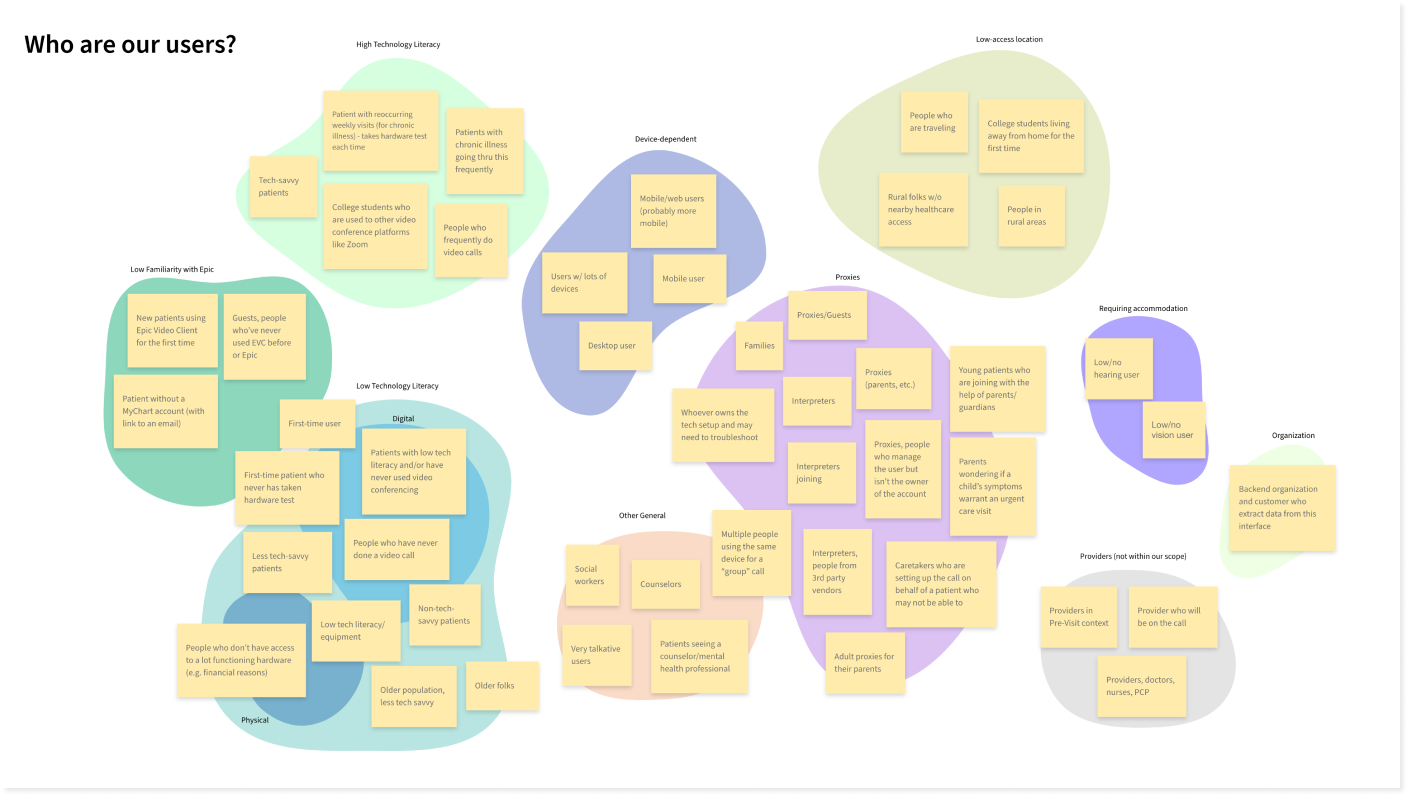 Who are our users?
High Technology Literacy
Patient with reoccurring
weekly visits (for chronic
illness) - takes hardware test
each time
Patients with
chronic illness
going thru this
frequently
Tech-savvy
patients
College students who
are used to other video
conference platforms
like Zoom
People who
frequently do
video calls
Device-dependent
Mobile/web users
(probably more
mobile)
Users w/ lots of
devices
Mobile user
Desktop user
Low-access location
People who
are traveling
College students living
away from home for the
first time
Rural folks w/o
nearby healthcare
access
People in
rural areas
Low Familiarity with Epic
New patients using
Epic Video Client
for the first time
Guests, people
who've never
used EVC before
or Epic
Patient without a
MyChart account (with
link to an email)
First-time user
First-time patient who
never has taken
hardware test
Low Technology Literacy
Digital
Patients with low tech
literacy and/or have
never used video
conferencing
People who have never
done a video call
Less tech-savvy
patients
Non-tech-
savvy patients
Low tech literacy/
equipment
People who don't have access
to a lot functioning hardware
(e.g. financial reasons)
Older population,
less tech savvy
Older folks
Physical
Proxies
Proxies/Guests
Families
Proxies
(parents, etc.)
Young patients who
are joining with the
help of parents/
guardians
Interpreters
Whoever owns the
tech setup and may
need to troubleshoot
Proxies, people
who manage
the user but
isn't the owner
of the account
Interpreters
joining
Parents
wondering if a
child's symptoms
warrant an urgent
care visit
Multiple people
using the same
device for a
“group” call
Interpreters,
people from
3rd party
vendors
Caretakers who are
setting up the call on
behalf of a patient who
may not be able to
Adult proxies for
their parents
Other General
Social
workers
Counselors
Very talkative
users
Patients seeing a
counselor/mental
health professional
Requiring accommodation
Low/no
hearing user
Low/no
vision user
Organization
Backend organization
and customer who
extract data from this
interface
Providers (not within our scope)
Providers in
Pre-Visit context
Provider who will
be on the call
Providers, doctors,
nurses, PCP